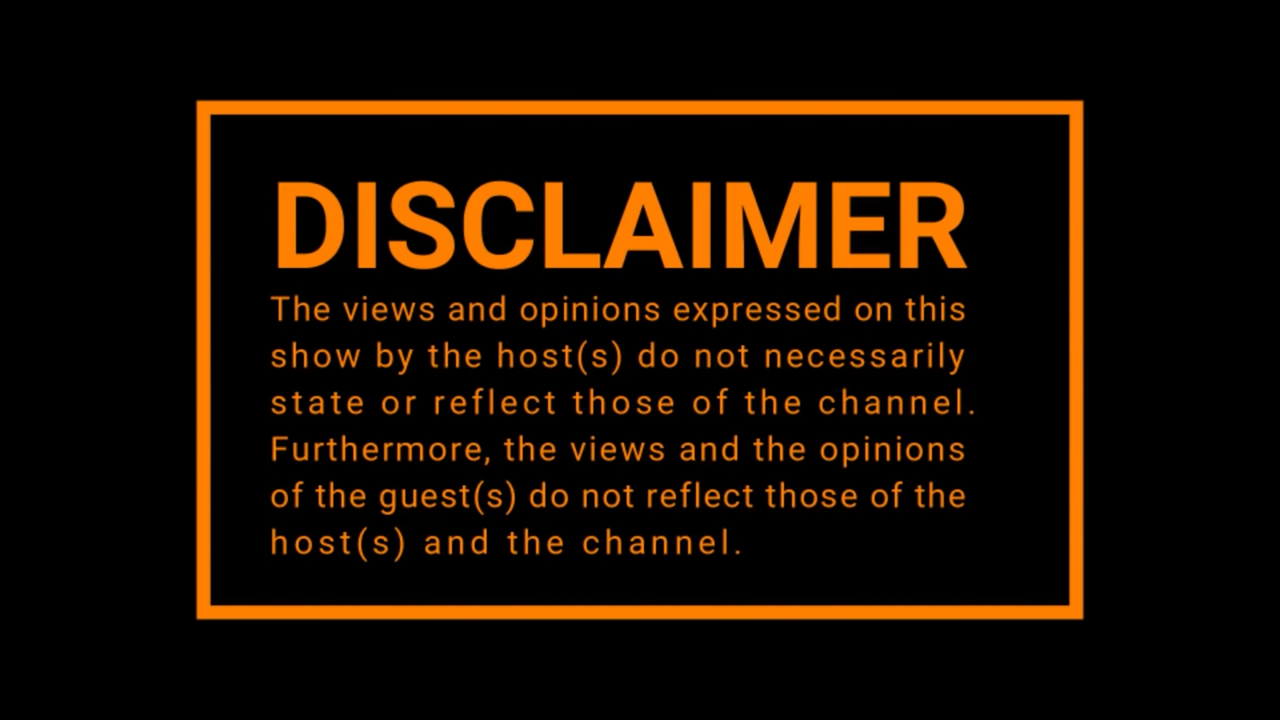 DISCLAIMER
The views and opinions expressed on this
show by the host(s) do not necessarily
state or reflect those of the channel.
Furthermore, the views and the opinions
of the guest(s) do not reflect those of the
host(s) and the channel.